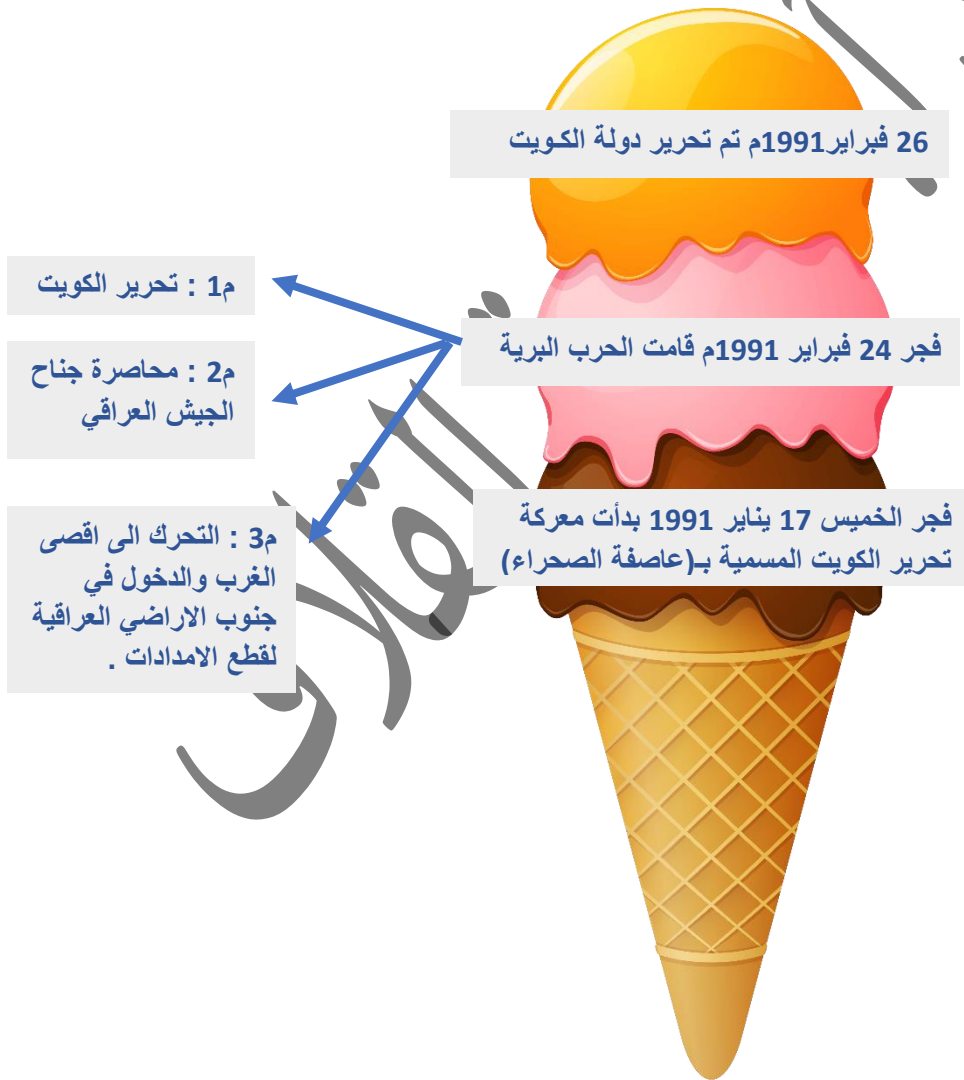 26 فبراير1991م تم تحرير دولة الكويت
فجر 24 فبراير 1991م قامت الحرب البرية
م1 : تحرير الكويت
م2 : محاصرة جناح
الجيش العراقي
م3 : التحرك الى اقصى
الغرب والدخول في
جنوب الاراضي العراقية
لقطع الامدادات .
فجر الخميس 17 يناير 1991 بدأت معركة
تحرير الكويت المسمية بـ(عاصفة الصحراء)